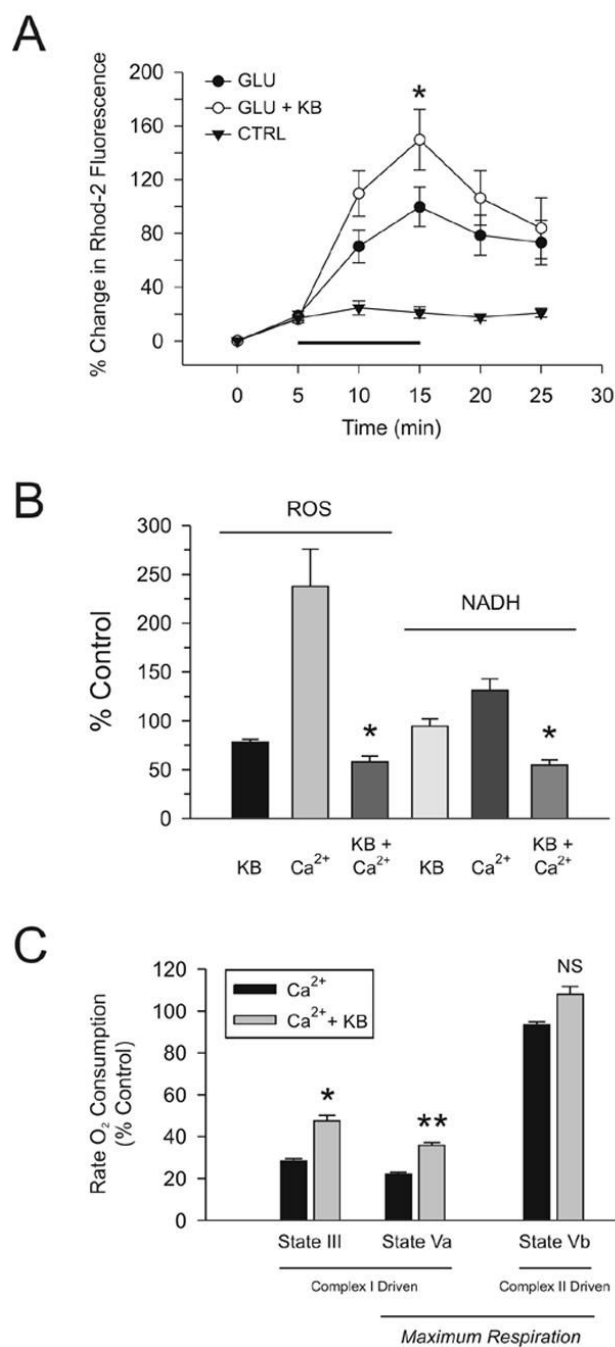 A
% Change in Rhod-2 Fluorescence
200
160
120
80
40
0
GLU
GLU + KB
CTRL
*
0 5 10 15 20 25 30
Time (min)
B
% Control
300
250
200
150
100
50
0
ROS
NADH
* *
KB Ca²⁺ KB + Ca²⁺ KB Ca²⁺ KB + Ca²⁺
C
Rate O₂ Consumption
(% Control)
120
100
80
60
40
20
0
Ca²⁺
Ca²⁺ + KB
* ** NS
State III State Va State Vb
Complex I Driven Complex II Driven
Maximum Respiration